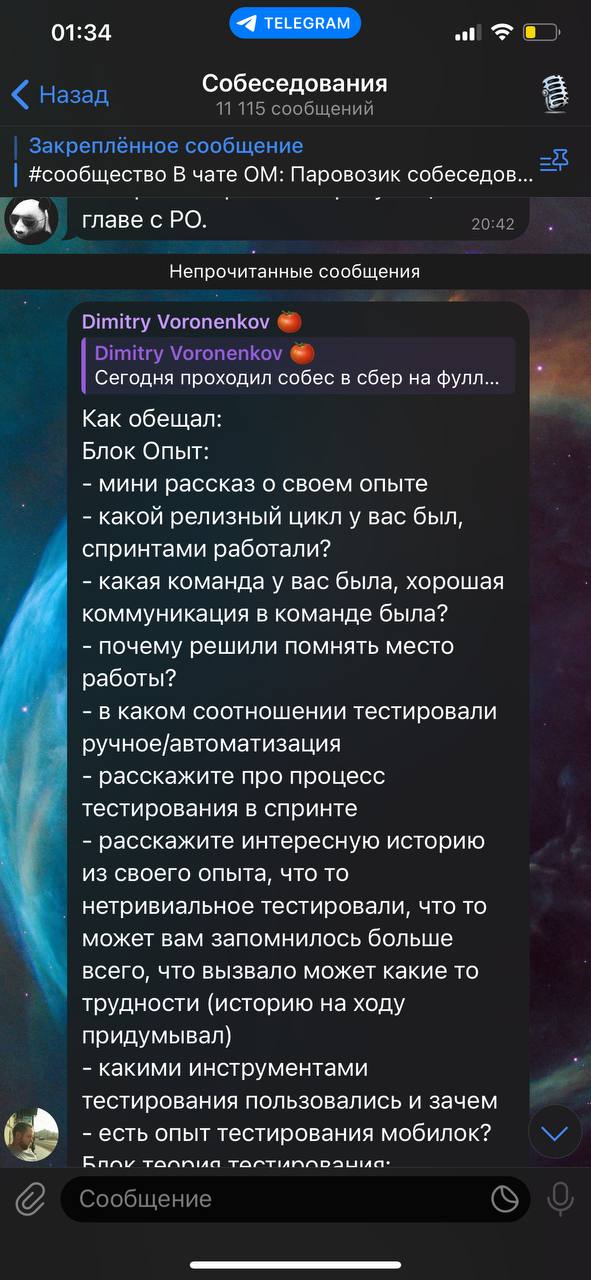 01:34
TELEGRAM
Назад
Собеседования
11 115 сообщений
Закреплённое сообщение
#сообщество В чате ОМ: Паровозик собеседов...
главе с РО.
20:42
Непрочитанные сообщения
Dimitry Voronenkov 🍅
Dimitry Voronenkov 🍅
Сегодня проходил собес в сбер на фулл...
Как обещал:
Блок Опыт:
- мини рассказ о своем опыте
- какой релизный цикл у вас был,
спринтами работали?
- какая команда у вас была, хорошая
коммуникация в команде была?
- почему решили помнять место
работы?
- в каком соотношении тестировали
ручное/автоматизация
- расскажите про процесс
тестирования в спринте
- расскажите интересную историю
из своего опыта, что то
нетривиальное тестировали, что то
может вам запомнилось больше
всего, что вызвало может какие то
трудности (историю на ходу
придумывал)
- какими инструментами
тестирования пользовались и зачем
- есть опыт тестирования мобилок?
Блок теория тестирования:
Сообщение